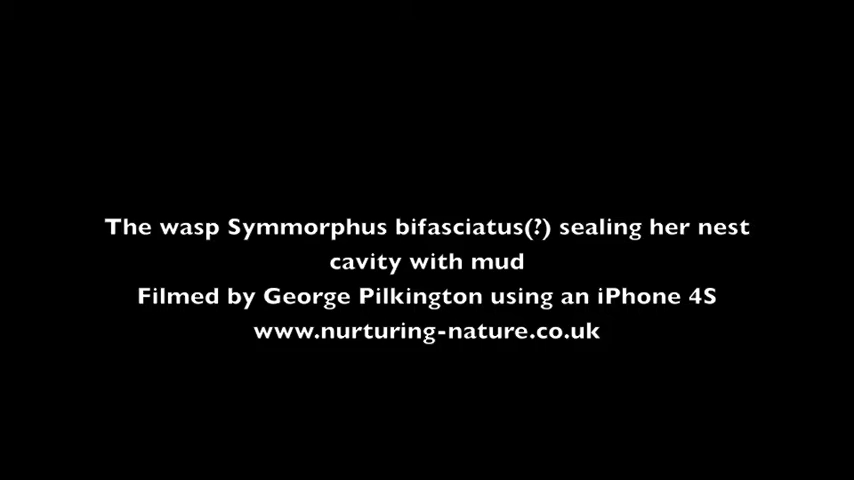 The wasp Symmorphus bifasciatus(?) sealing her nest
cavity with mud
Filmed by George Pilkington using an iPhone 4S
www.nurturing-nature.co.uk